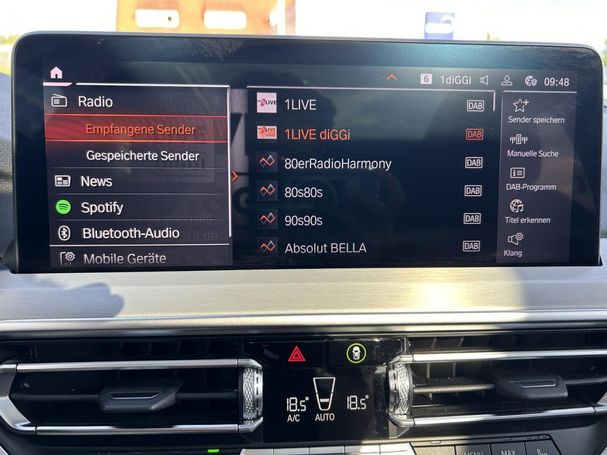 6 1diGGi 09:48
Radio
Empfangene Sender
Gespeicherte Sender
News
Spotify
Bluetooth-Audio
Mobile Geräte
1LIVE DAB
1LIVE diGGi DAB
80erRadioHarmony DAB
80s80s DAB
90s90s DAB
Absolut BELLA DAB
Sender speichern
Manuelle Suche
DAB-Programm
Titel erkennen
Klang
18.5° 18.5°
A/C AUTO
MENU MAX